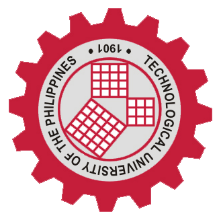 TECHNOLOGICAL UNIVERSITY OF THE PHILIPPINES
• 1901 •